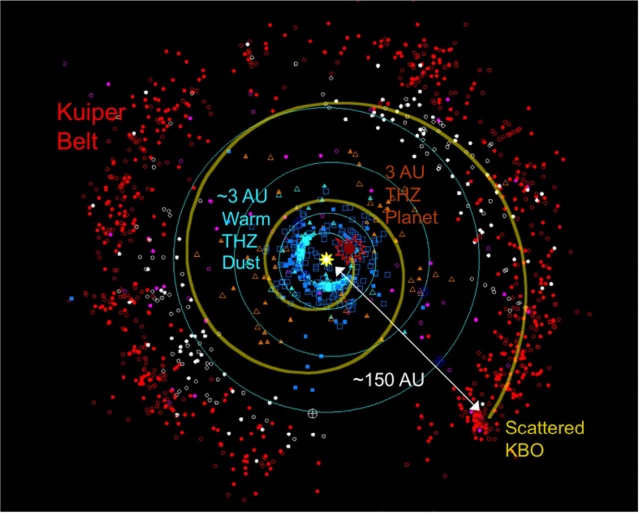 Kuiper
Belt
~3 AU
Warm
THZ
Dust
3 AU
THZ
Planet
~150 AU
Scattered
KBO